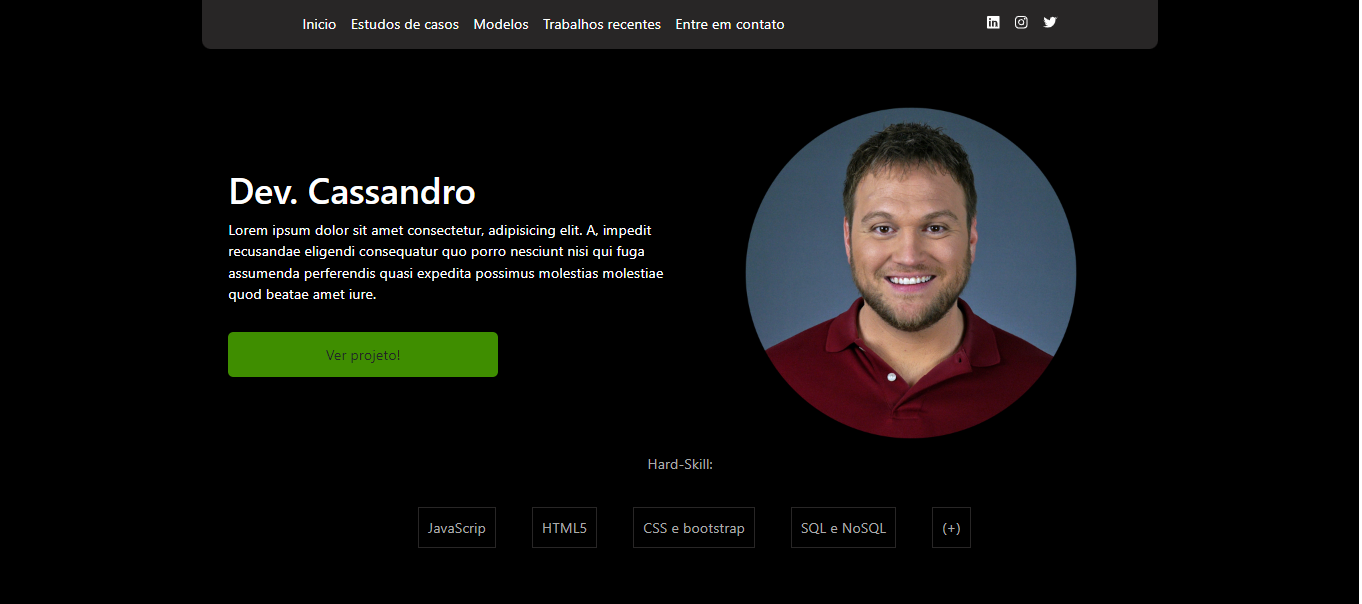 Inicio Estudos de casos Modelos Trabalhos recentes Entre em contato
Dev. Cassandro
Lorem ipsum dolor sit amet consectetur, adipisicing elit. A, impedit
recusandae eligendi consequatur quo porro nesciunt nisi qui fuga
assumenda perferendis quasi expedita possimus molestias molestiae
quod beatae amet iure.
Ver projeto!
Hard-Skill:
JavaScrip HTML5 CSS e bootstrap SQL e NoSQL (+)